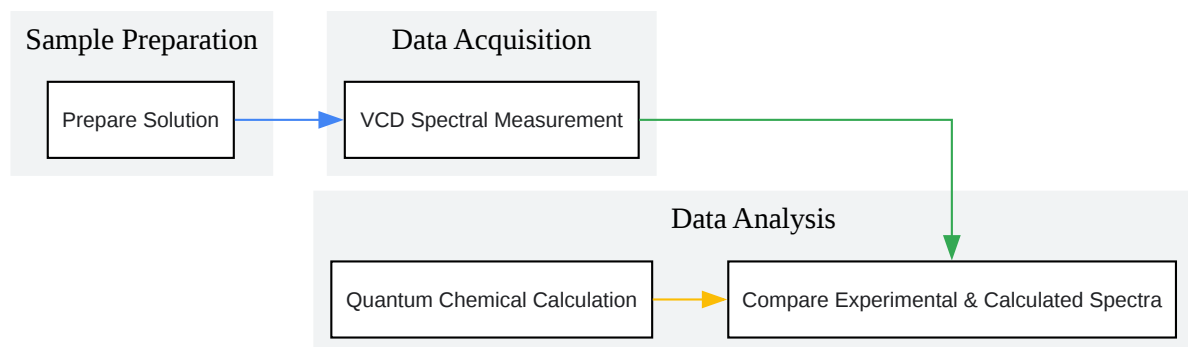 Sample Preparation
Data Acquisition
Prepare Solution
VCD Spectral Measurement
Data Analysis
Quantum Chemical Calculation
Compare Experimental & Calculated Spectra